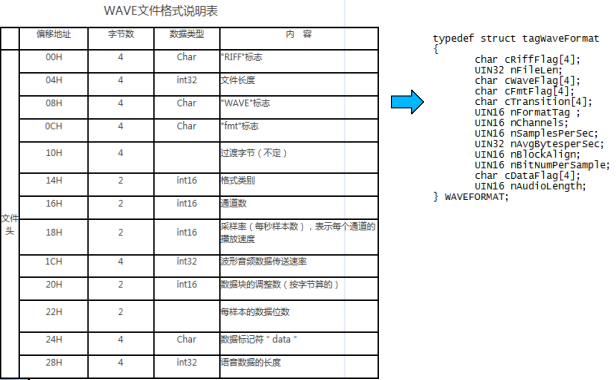 WAVE文件格式说明表
偏移地址 字节数 数据类型 内 容
文件头
00H 4 Char "RIFF"标志
04H 4 int32 文件长度
08H 4 Char "WAVE"标志
0CH 4 Char "fmt"标志
10H 4 过渡字节（不定）
14H 2 int16 格式类别
16H 2 int16 通道数
18H 2 int16 采样率（每秒样本数），表示每个通道的
播放速度
1CH 4 int32 波形音频数据传送速率
20H 2 int16 数据块的调整数（按字节算的）
22H 2 每样本的数据位数
24H 4 Char 数据标记符＂data＂
28H 4 int32 语音数据的长度
typedef struct tagWaveFormat
{
char cRiffFlag[4];
UIN32 nFileLen;
char cWaveFlag[4];
char cFmtFlag[4];
char cTransition[4];
UIN16 nFormatTag ;
UIN16 nChannels;
UIN16 nSamplesPerSec;
UIN32 nAvgBytesperSec;
UIN16 nBlockAlign;
UIN16 nBitNumPerSample;
char cDataFlag[4];
UIN16 nAudioLength;
} WAVEFORMAT;